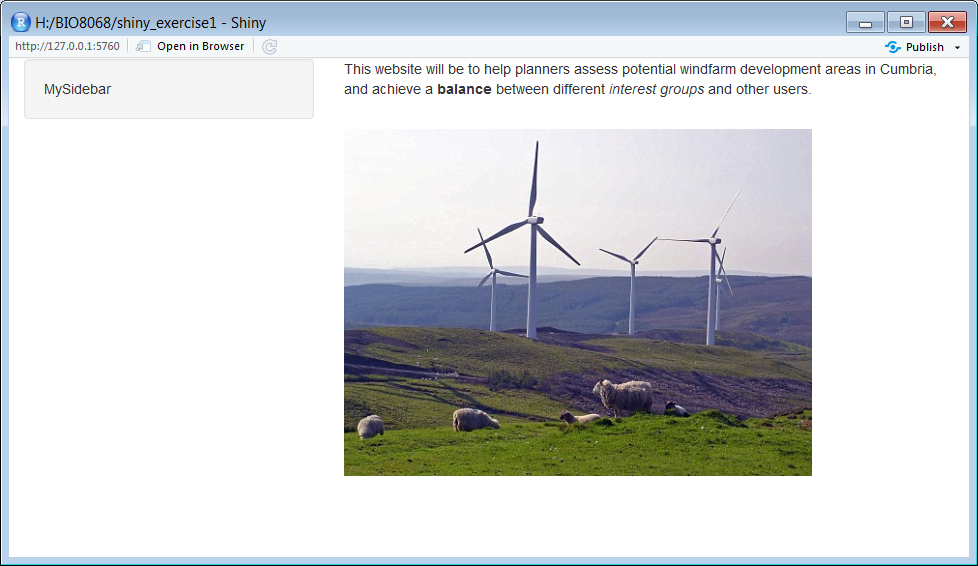 H:/BIO8068/shiny_exercise1 - Shiny
http://127.0.0.1:5760 Open in Browser Publish
MySidebar
This website will be to help planners assess potential windfarm development areas in Cumbria,
and achieve a balance between different interest groups and other users.